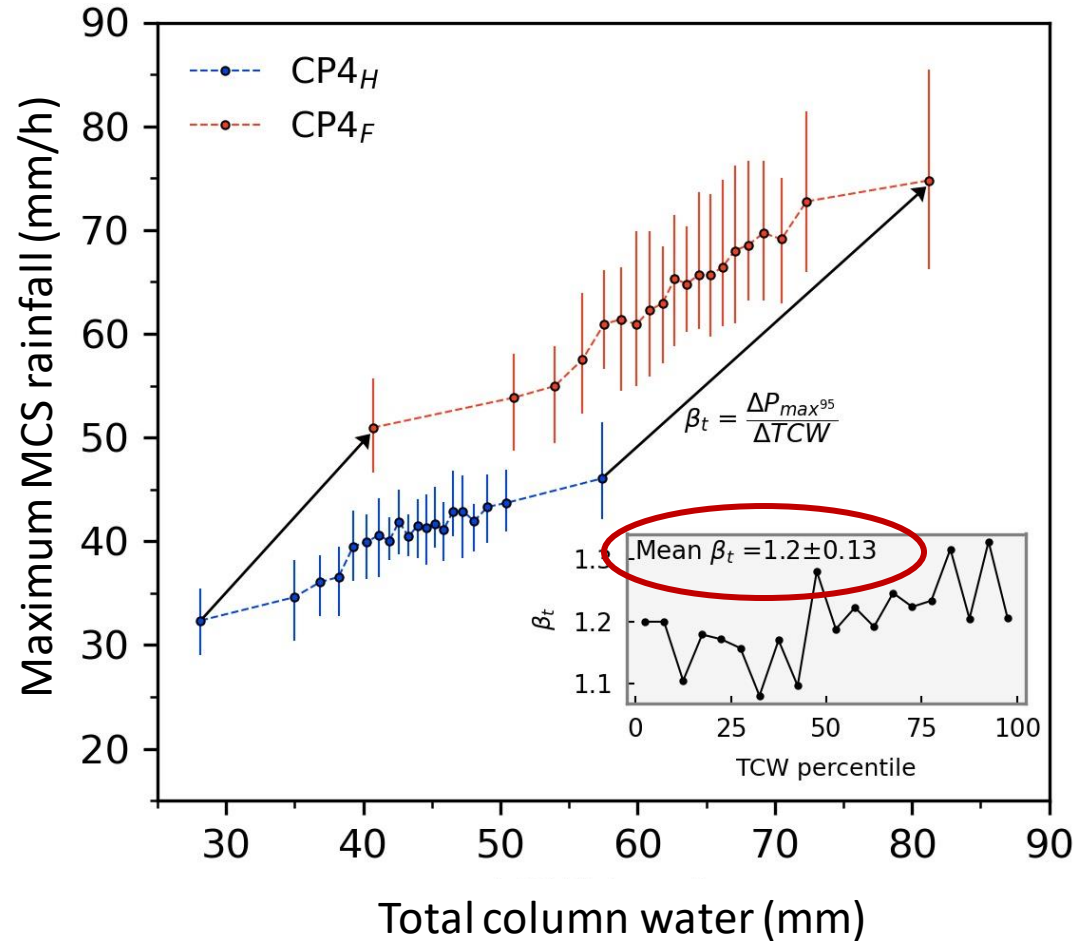 90
80
70
60
50
40
30
20
Maximum MCS rainfall (mm/h)
CP4H
CP4F
βt = ΔPmax95 / ΔTCW
Mean βt =1.2±0.13
1.3
1.2
1.1
βt
0 25 50 75 100
TCW percentile
30 40 50 60 70 80 90
Total column water (mm)